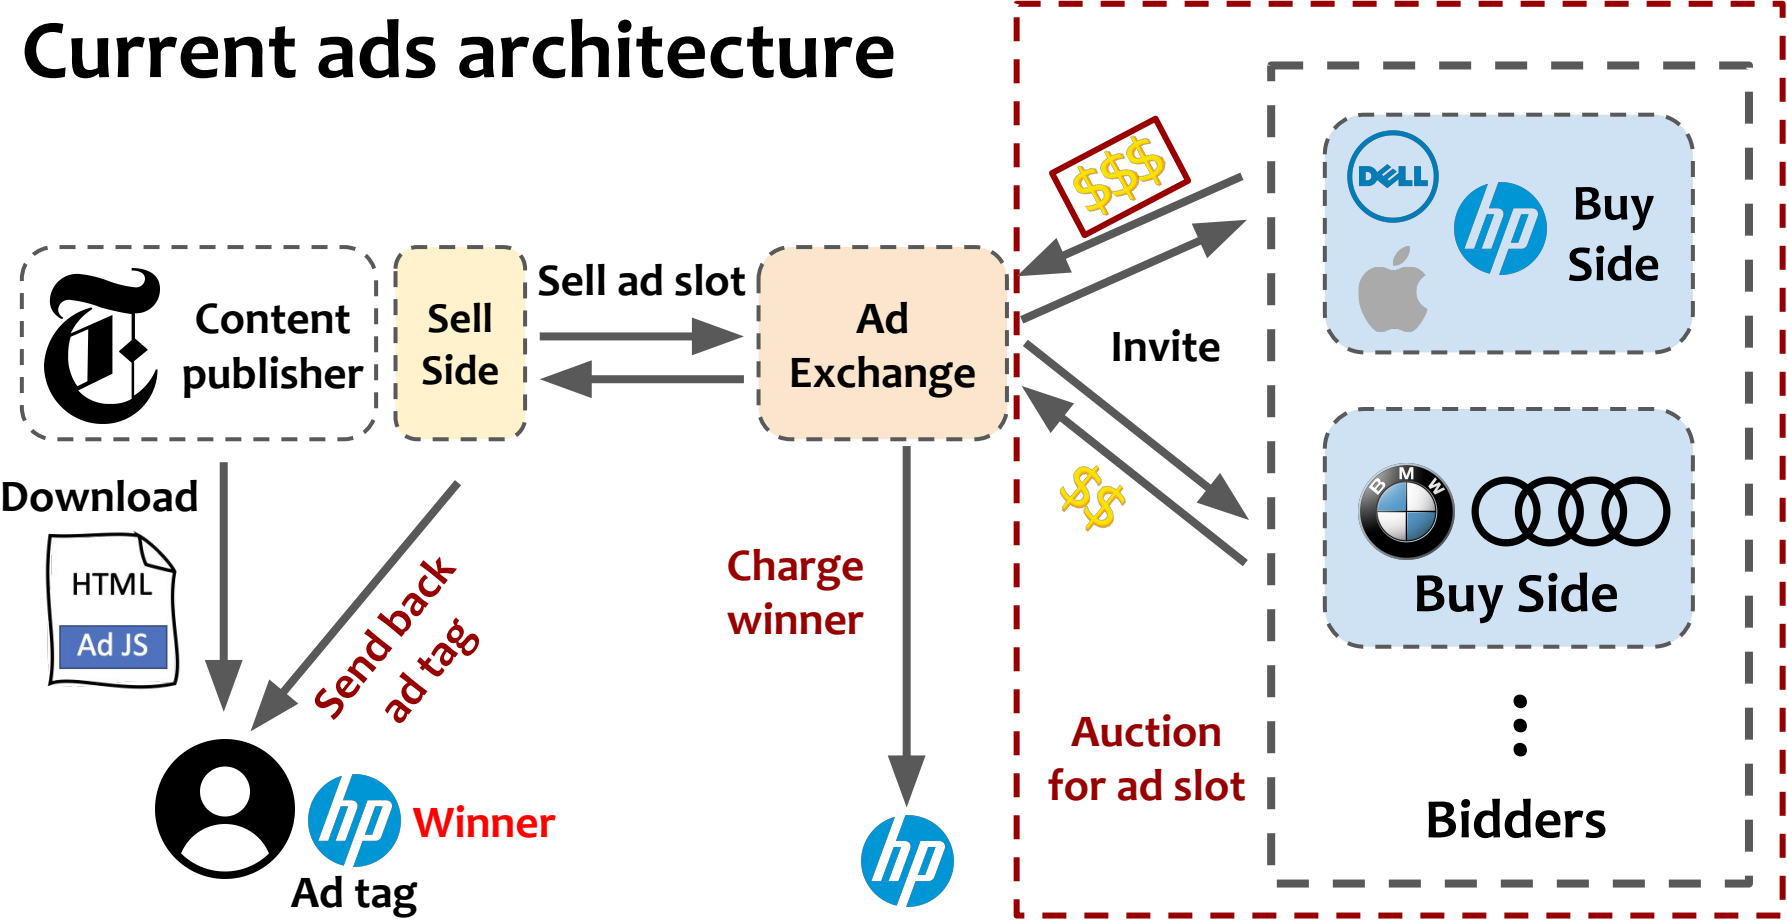 Current ads architecture
$$$
DELL
hp
Buy
Side
Content
publisher
Sell
Side
Sell ad slot
Ad
Exchange
Invite
Download
HTML
Ad JS
Send back
ad tag
Charge
winner
$$
BMW
Buy Side
Auction
for ad slot
Bidders
hp
Winner
Ad tag
hp